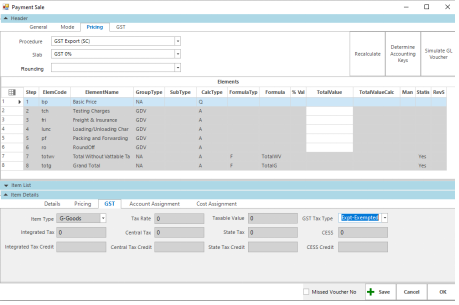 Payment Sale
Header
General Mode Pricing GST
Procedure GST Export (SC)
Slab GST 0%
Rounding
Recalculate Determine Accounting Keys Simulate GL Voucher
Elements
Step ElemCode ElementName GroupType SubType CalcType FormulaTyp Formula % Val TotalValue TotalValueCalc Man Statis RevS
1 1 bp Basic Price NA Q
2 2 tch Testing Charges GDV A
3 3 fri Freight & Insurance GDV A
4 4 lunc Loading/Unloading Char GDV A
5 5 pf Packing and Forwarding GDV A
6 6 ro RoundOff GDV A
7 7 totwv Total Without Vattable Ta NA A F TotalWV Yes
8 8 totg Grand Total NA A F TotalG Yes
Item List
Item Details
Details Pricing GST Account Assignment Cost Assignment
Item Type G-Goods Tax Rate 0 Taxable Value 0 GST Tax Type Expt-Exempted
Integrated Tax 0 Central Tax 0 State Tax 0 CESS 0
Integrated Tax Credit Central Tax Credit State Tax Credit CESS Credit
Missed Voucher No Save Cancel OK